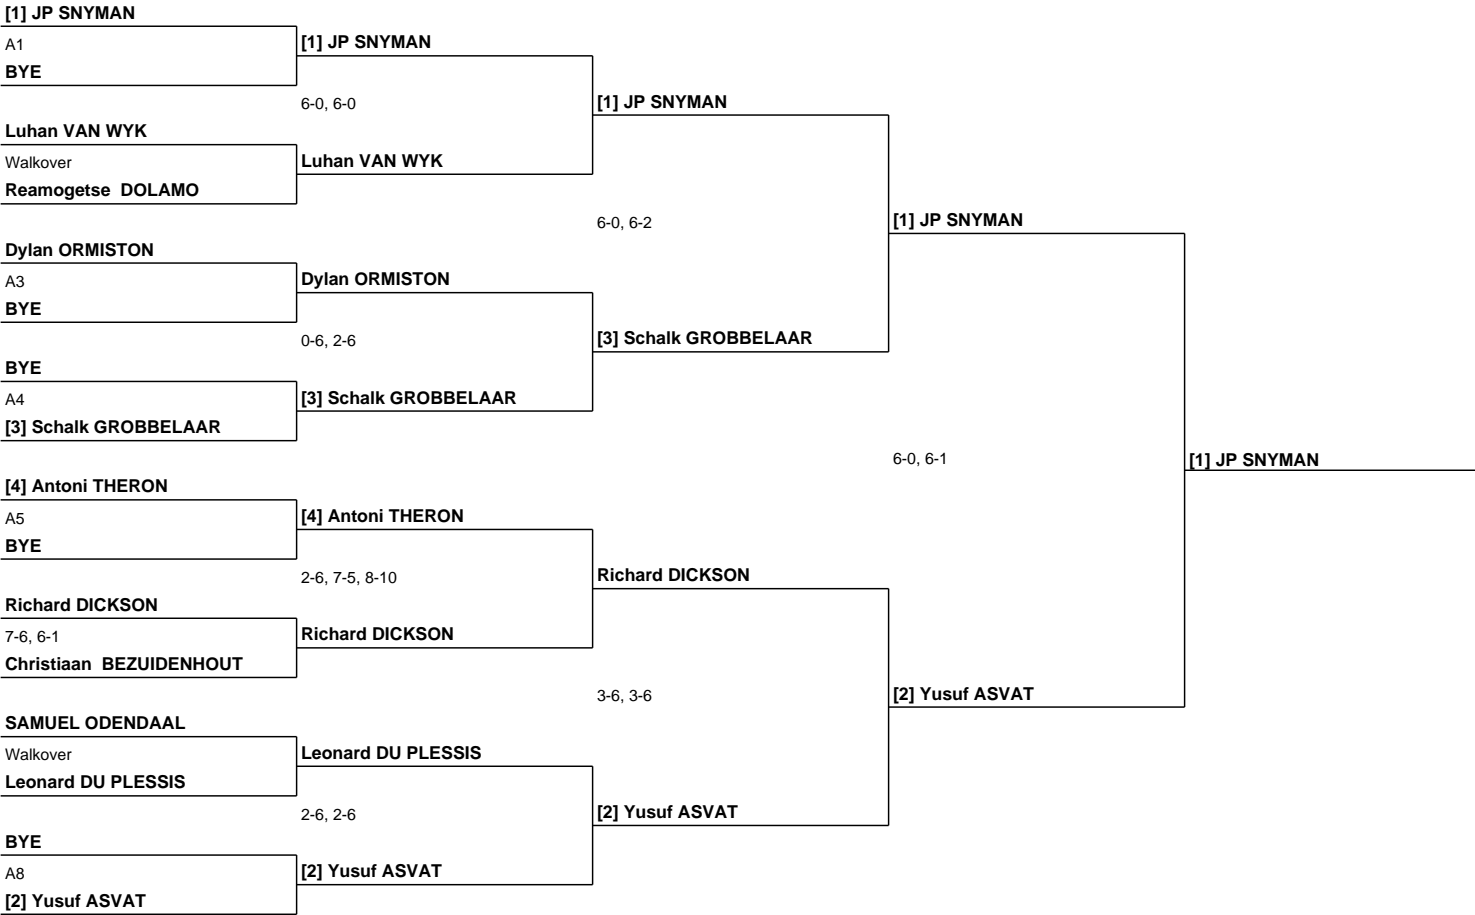 [1] JP SNYMAN
A1
BYE
[1] JP SNYMAN
6-0, 6-0
Luhan VAN WYK
Walkover
Reamogetse  DOLAMO
Luhan VAN WYK
[1] JP SNYMAN
6-0, 6-2
Dylan ORMISTON
A3
BYE
Dylan ORMISTON
0-6, 2-6
BYE
A4
[3] Schalk GROBBELAAR
[3] Schalk GROBBELAAR
[3] Schalk GROBBELAAR
[1] JP SNYMAN
6-0, 6-1
[1] JP SNYMAN
[4] Antoni THERON
A5
BYE
[4] Antoni THERON
2-6, 7-5, 8-10
Richard DICKSON
7-6, 6-1
Christiaan  BEZUIDENHOUT
Richard DICKSON
Richard DICKSON
3-6, 3-6
SAMUEL ODENDAAL
Walkover
Leonard DU PLESSIS
Leonard DU PLESSIS
2-6, 2-6
BYE
A8
[2] Yusuf ASVAT
[2] Yusuf ASVAT
[2] Yusuf ASVAT
[2] Yusuf ASVAT